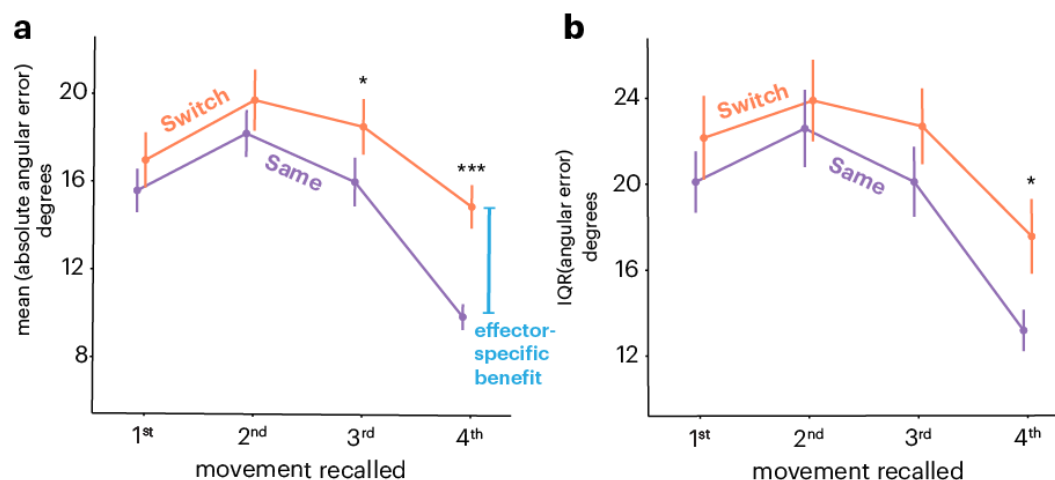 a
mean (absolute angular error)
degrees
20
16
12
8
Switch
Same
*
***
effector-
specific
benefit
1st
2nd
3rd
4th
movement recalled
b
IQR(angular error)
degrees
24
20
16
12
Switch
Same
*
1st
2nd
3rd
4th
movement recalled